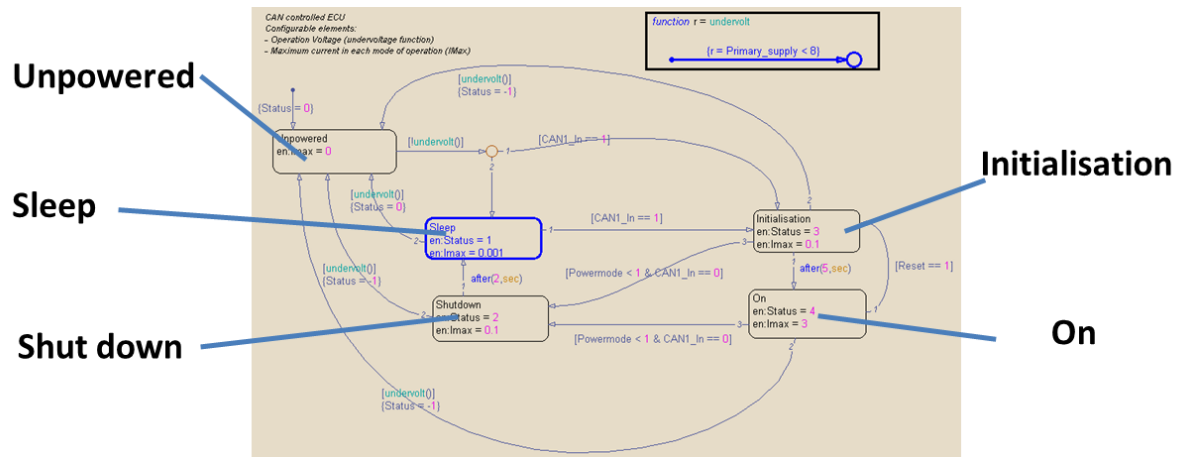 CAN controlled ECU
Configurable elements:
- Operation Voltage (undervoltage function)
- Maximum current in each mode of operation (IMax)
function r = undervolt
{r = Primary_supply < 8}
Unpowered
[undervolt()]
{Status = -1}
{Status = 0}
Unpowered
en:Imax = 0
[!undervolt()]
1
[CAN1_In == 1]
2
Initialisation
[undervolt()]
{Status = 0}
2
Sleep
Sleep
en:Status = 1
en:Imax = 0.001
1
2
[CAN1_In == 1]
Initialisation
en:Status = 3
en:Imax = 0.1
3
1
[undervolt()]
{Status = -1}
after(2,sec)
1
[Powermode < 1 & CAN1_In == 0]
after(5,sec)
[Reset == 1]
Shut down
Shutdown
en:Status = 2
en:Imax = 0.1
2
On
en:Status = 4
en:Imax = 3
1
3
2
[Powermode < 1 & CAN1_In == 0]
On
[undervolt()]
{Status = -1}